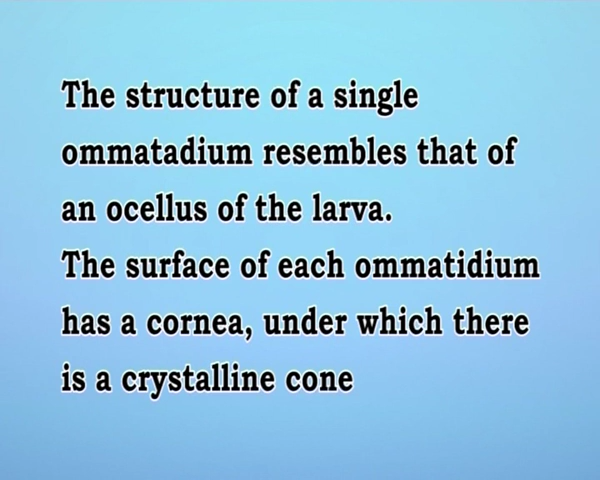 The structure of a single
ommatadium resembles that of
an ocellus of the larva.
The surface of each ommatidium
has a cornea, under which there
is a crystalline cone